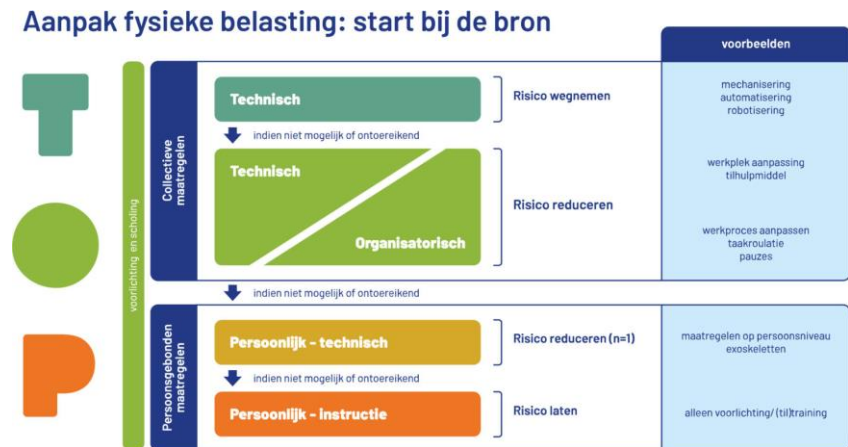 Aanpak fysieke belasting: start bij de bron
voorbeelden
TOP
voorlichting en scholing
Collectieve
maatregelen
Technisch
Risico wegnemen
mechanisering
automatisering
robotisering
indien niet mogelijk of ontoereikend
Technisch
Organisatorisch
Risico reduceren
werkplek aanpassing
tilhulpmiddel
werkproces aanpassen
taakroulatie
pauzes
indien niet mogelijk of ontoereikend
Persoonsgebonden
maatregelen
Persoonlijk - technisch
Risico reduceren (n=1)
maatregelen op persoonsniveau
exoskeletten
indien niet mogelijk of ontoereikend
Persoonlijk - instructie
Risico laten
alleen voorlichting/ (til)training